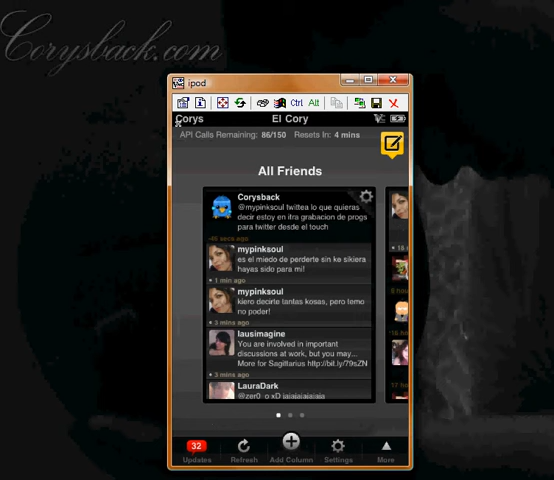 Corysback.com
ipod
Ctrl Alt
Corys El Cory
API Calls Remaining: 86/150 Resets In: 4 mins
All Friends
Corysback
@mypinksoul twittea lo que quieras
decir estoy en itra grabacion de progs
para twitter desde el touch
-45 secs ago
mypinksoul
es el miedo de perderte sin ke sikiera
hayas sido para mi!
1 min ago
mypinksoul
kiero decirte tantas kosas, pero temo
no poder!
3 mins ago
lausimagine
You are involved in important
discussions at work, but you may...
More for Sagittarius http://bit.ly/79sZN
3 mins ago
LauraDark
@zer0_o xD jajajajajajaja
32
Updates Refresh Add Column Settings More